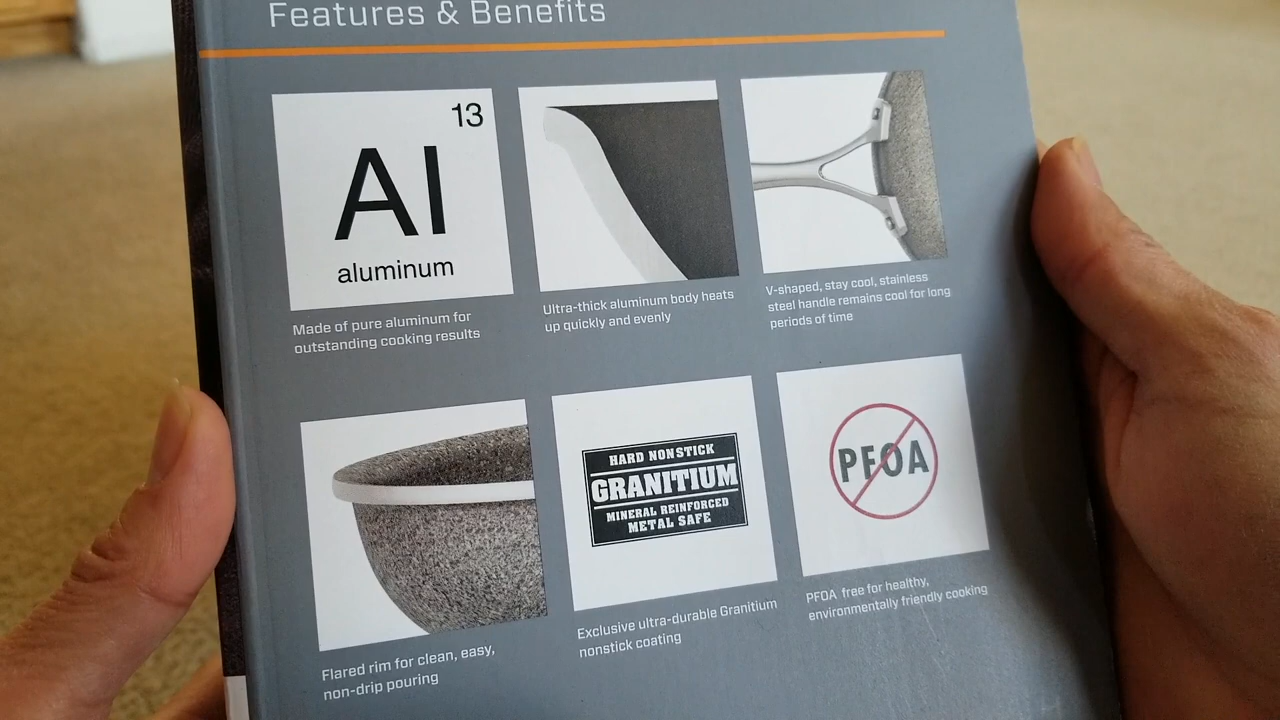 Features & Benefits
13
Al
aluminum
Made of pure aluminum for
outstanding cooking results
Ultra-thick aluminum body heats
up quickly and evenly
V-shaped, stay cool, stainless
steel handle remains cool for long
periods of time
Flared rim for clean, easy,
non-drip pouring
HARD NONSTICK
GRANITIUM
MINERAL REINFORCED
METAL SAFE
Exclusive ultra-durable Granitium
nonstick coating
PFOA
PFOA free for healthy,
environmentally friendly cooking